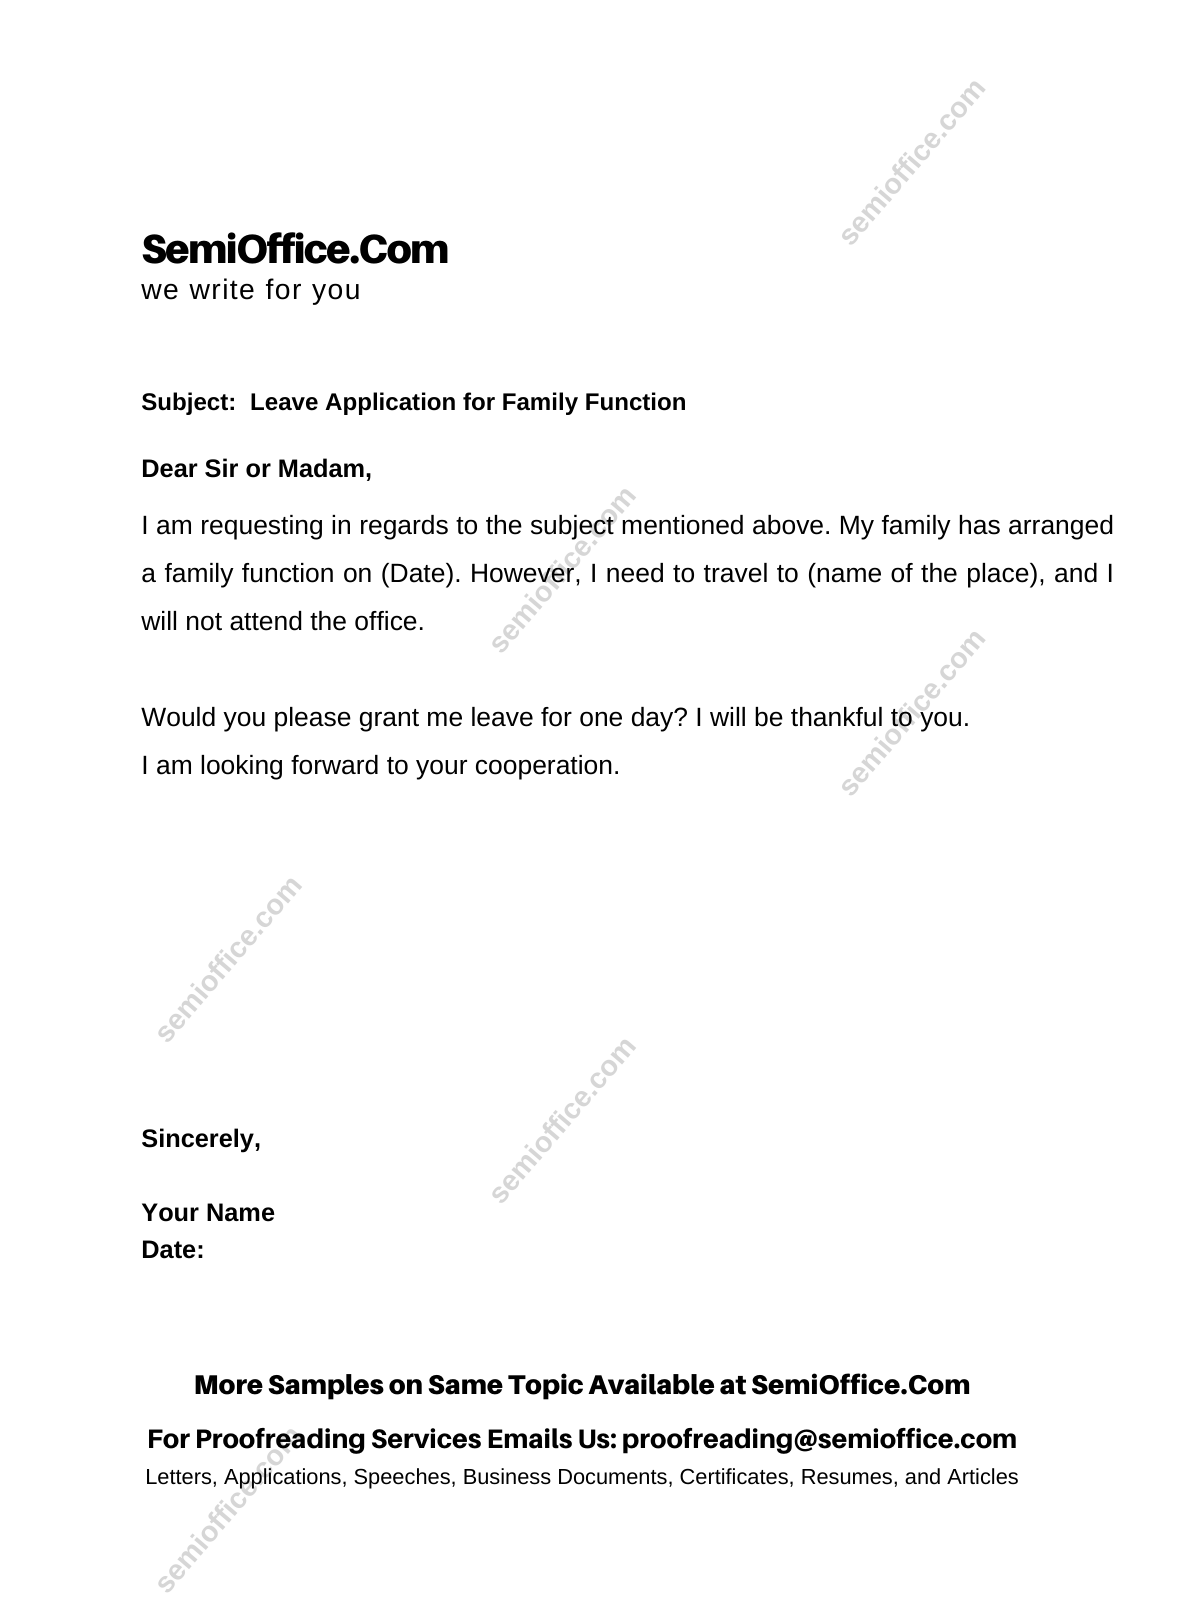 semioffice.com
SemiOffice.Com
we write for you
Subject:  Leave Application for Family Function
Dear Sir or Madam,
semioffice.com
I am requesting in regards to the subject mentioned above. My family has arranged
a family function on (Date). However, I need to travel to (name of the place), and I
will not attend the office.
semioffice.com
Would you please grant me leave for one day? I will be thankful to you.
I am looking forward to your cooperation.
semioffice.com
semioffice.com
Sincerely,
Your Name
Date:
More Samples on Same Topic Available at SemiOffice.Com
For Proofreading Services Emails Us: proofreading@semioffice.com
Letters, Applications, Speeches, Business Documents, Certificates, Resumes, and Articles
semioffice.com